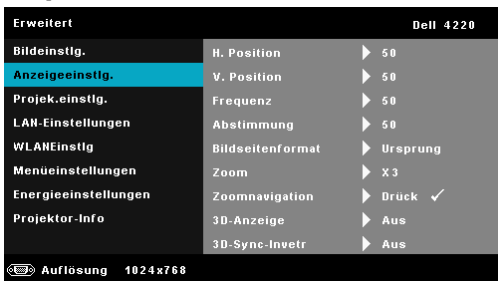 Erweitert Dell 4220
Bildeinstlg. H. Position 50
Anzeigeeinstlg. V. Position 50
Projek.einstlg. Frequenz 50
LAN-Einstellungen Abstimmung 50
WLANEinstlg Bildseitenformat Ursprung
Menüeinstellungen Zoom X3
Energieeinstellungen Zoomnavigation Drück ✓
Projektor-Info 3D-Anzeige Aus
3D-Sync-Invetr Aus
Auflösung 1024x768